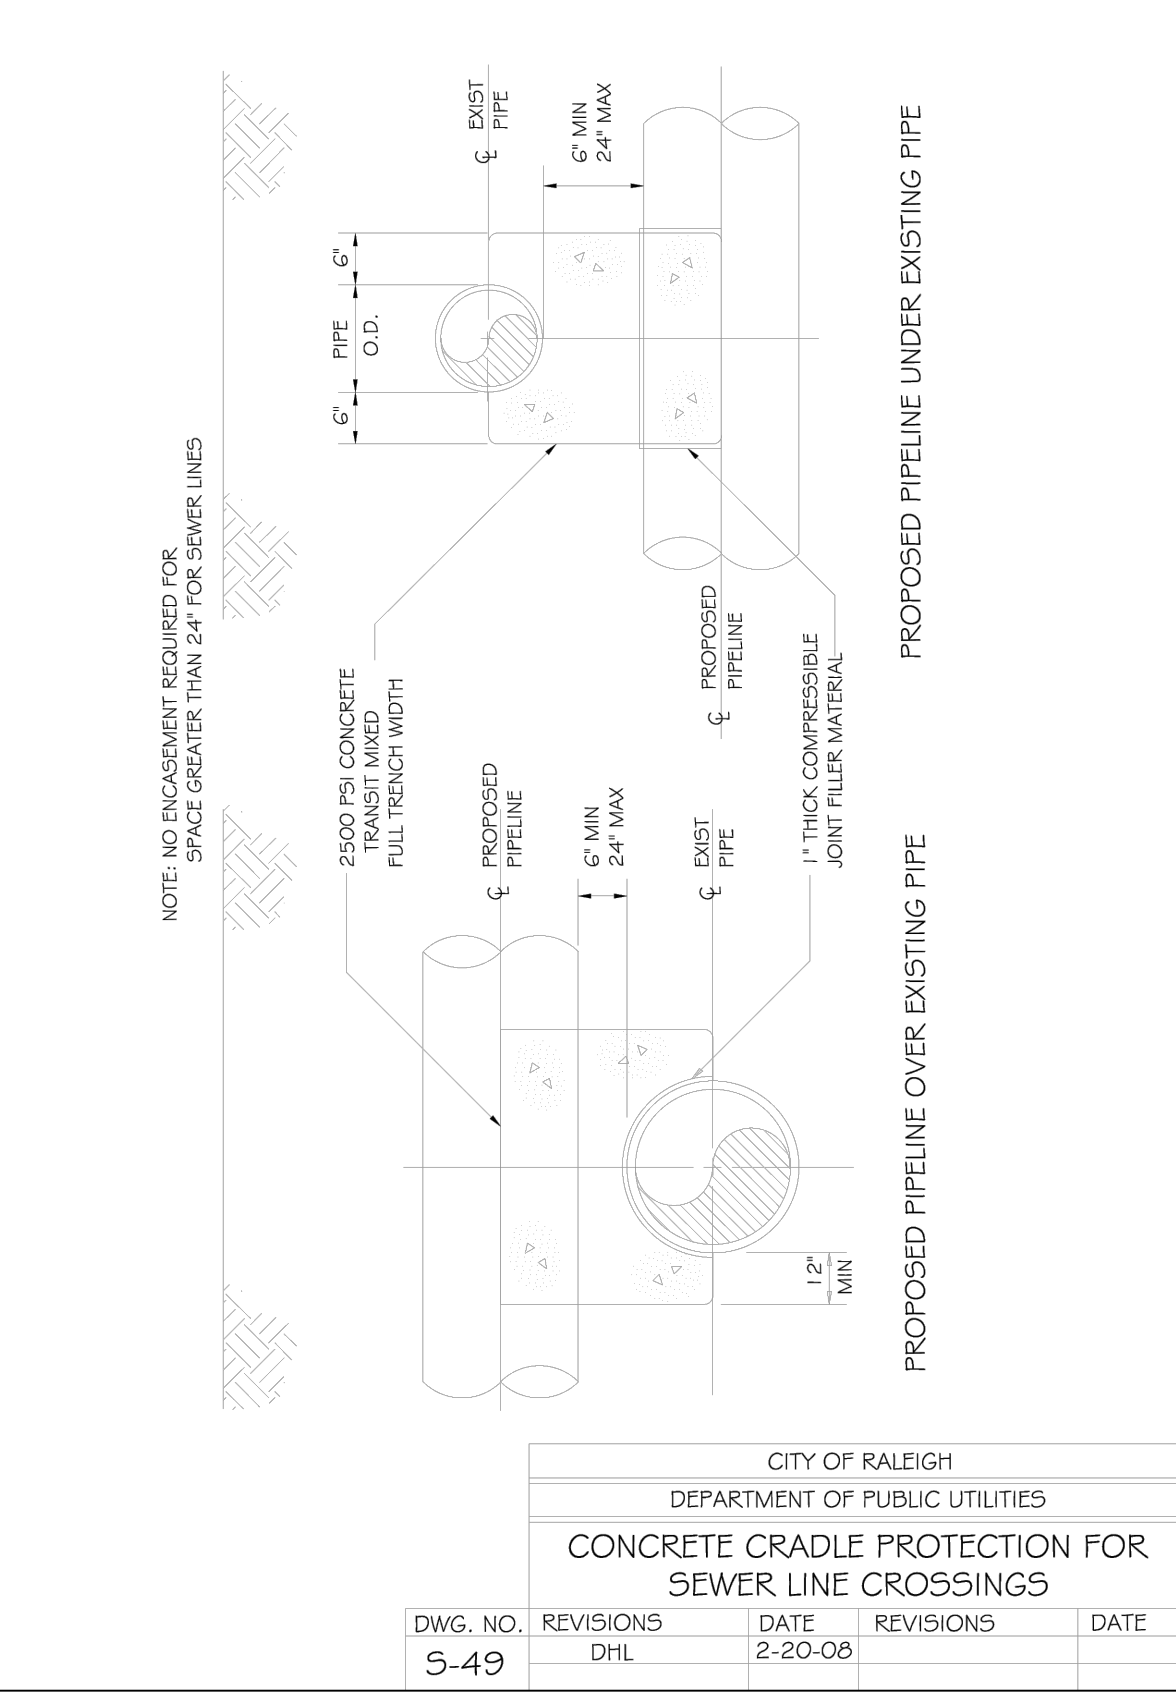 NOTE: NO ENCASEMENT REQUIRED FOR
SPACE GREATER THAN 24" FOR SEWER LINES
2500 PSI CONCRETE
TRANSIT MIXED
FULL TRENCH WIDTH
PROPOSED
PIPELINE
6" MIN
24" MAX
EXIST
PIPE
1" THICK COMPRESSIBLE
JOINT FILLER MATERIAL
12"
MIN
PROPOSED PIPELINE OVER EXISTING PIPE
6"
PIPE
O.D.
6"
EXIST
PIPE
6" MIN
24" MAX
PROPOSED
PIPELINE
PROPOSED PIPELINE UNDER EXISTING PIPE
CITY OF RALEIGH
DEPARTMENT OF PUBLIC UTILITIES
CONCRETE CRADLE PROTECTION FOR
SEWER LINE CROSSINGS
DWG. NO. REVISIONS DATE REVISIONS DATE
S-49 DHL 2-20-08